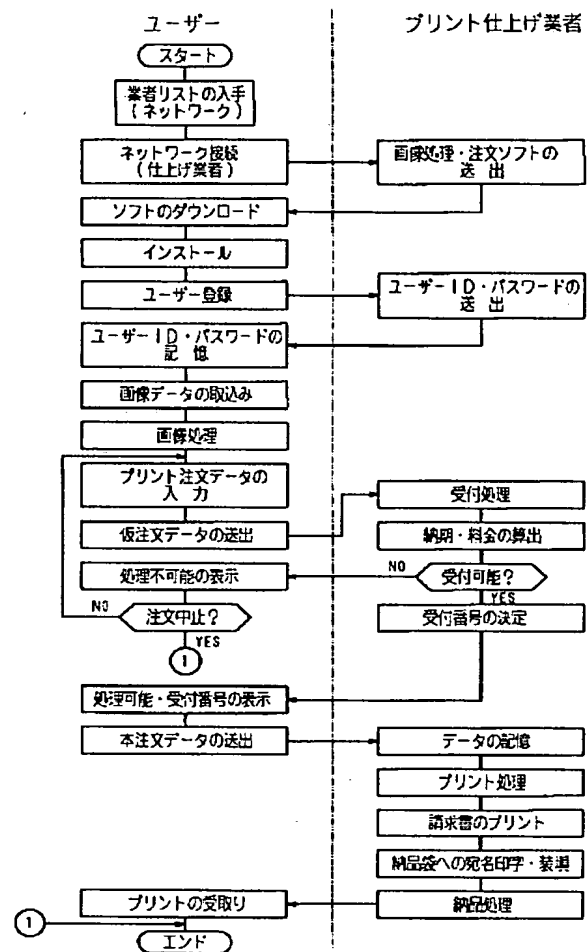 ユーザー
プリント仕上げ業者
スタート
業者リストの入手
(ネットワーク)
ネットワーク接続
(仕上げ業者)
画像処理・注文ソフトの
送出
ソフトのダウンロード
インストール
ユーザー登録
ユーザーID・パスワードの
送出
ユーザーID・パスワードの
記憶
画像データの取込み
画像処理
プリント注文データの
入力
受付処理
仮注文データの送出
納期・料金の算出
処理不可能の表示
NO
受付可能?
YES
NO
注文中止?
受付番号の決定
YES
1
処理可能・受付番号の表示
本注文データの送出
データの記憶
プリント処理
請求書のプリント
納品袋への宛名印字・装填
プリントの受取り
納品処理
1
エンド